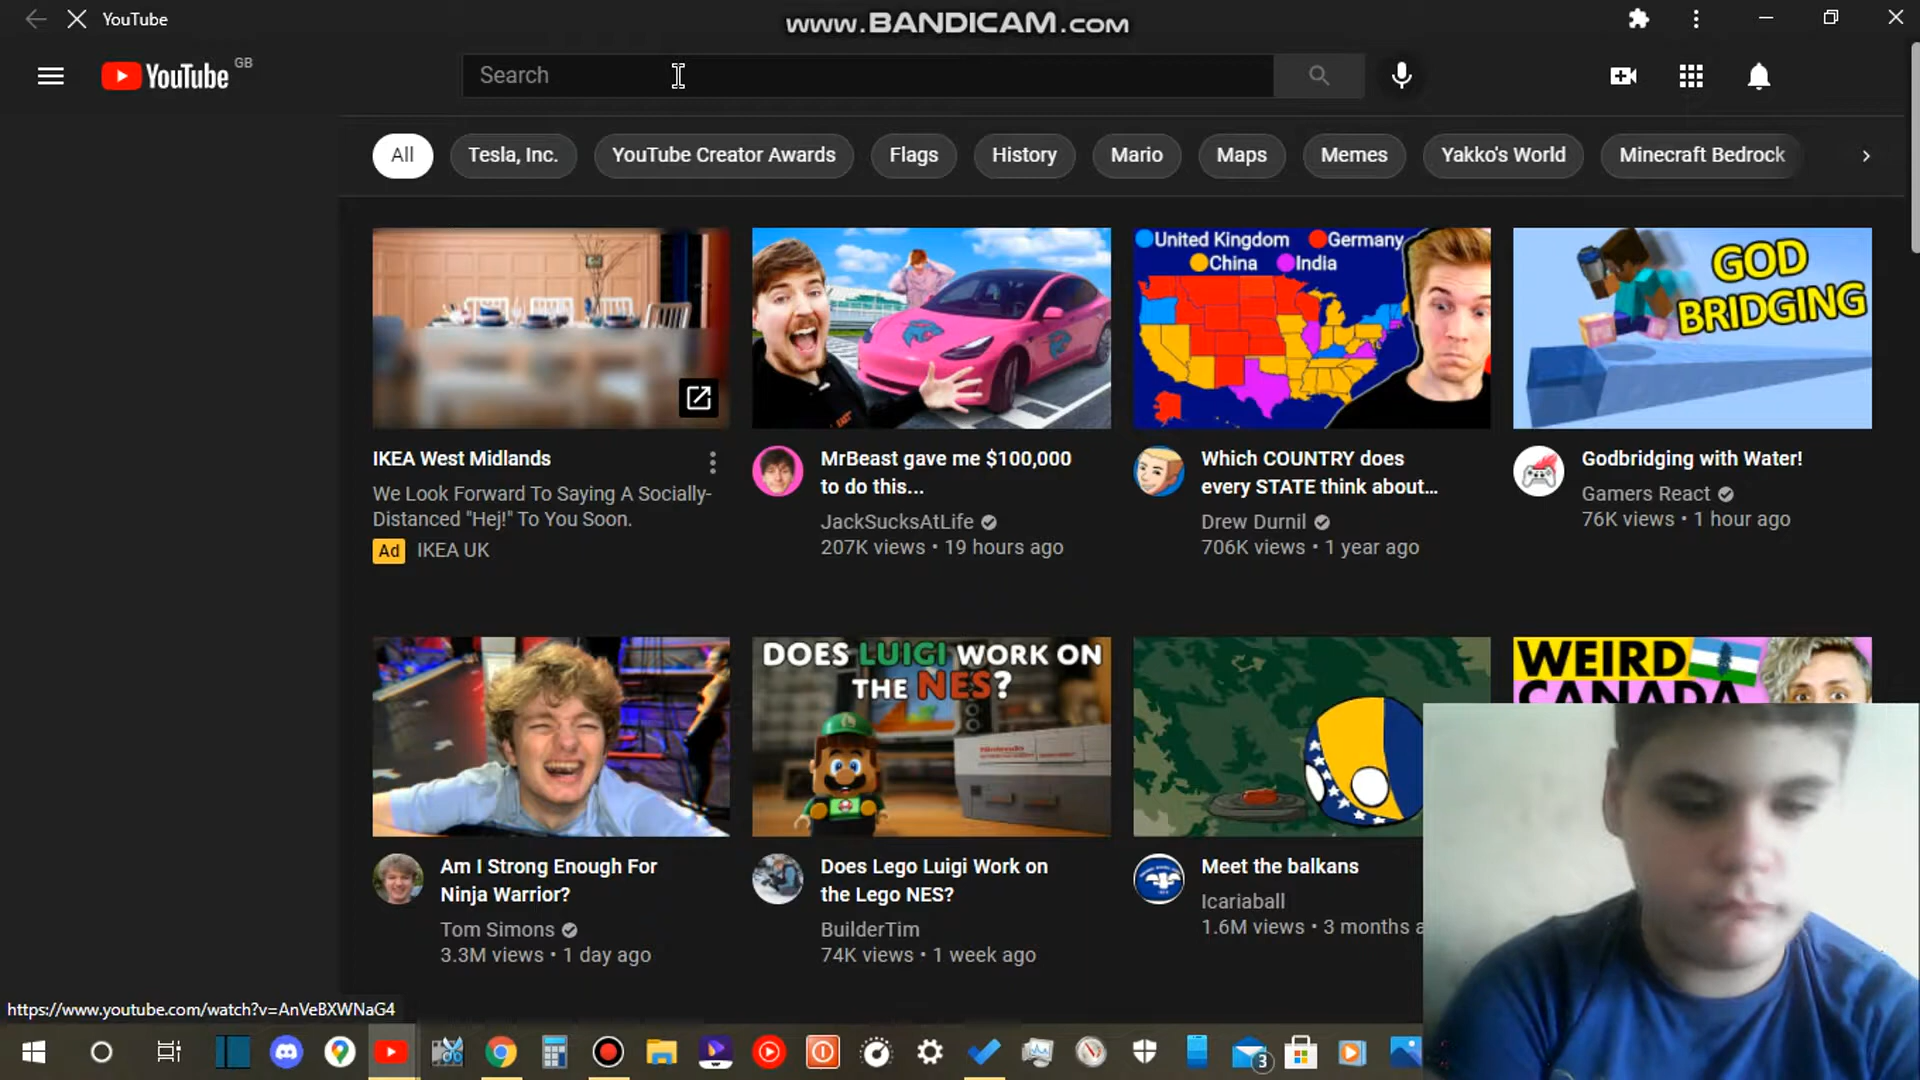 YouTube
www.BANDICAM.com
YouTube GB
Search
All
Tesla, Inc.
YouTube Creator Awards
Flags
History
Mario
Maps
Memes
Yakko's World
Minecraft Bedrock
United Kingdom Germany
China India
GOD
BRIDGING
IKEA West Midlands
We Look Forward To Saying A Socially-
Distanced "Hej!" To You Soon.
Ad IKEA UK
MrBeast gave me $100,000
to do this...
JackSucksAtLife
207K views • 19 hours ago
Which COUNTRY does
every STATE think about...
Drew Durnil
706K views • 1 year ago
Godbridging with Water!
Gamers React
76K views • 1 hour ago
DOES LUIGI WORK ON
THE NES?
Nintendo
WEIRD
CANADA
Am I Strong Enough For
Ninja Warrior?
Tom Simons
3.3M views • 1 day ago
Does Lego Luigi Work on
the Lego NES?
BuilderTim
74K views • 1 week ago
Meet the balkans
Icariaball
1.6M views • 3 months a
https://www.youtube.com/watch?v=AnVeBXWNaG4
3